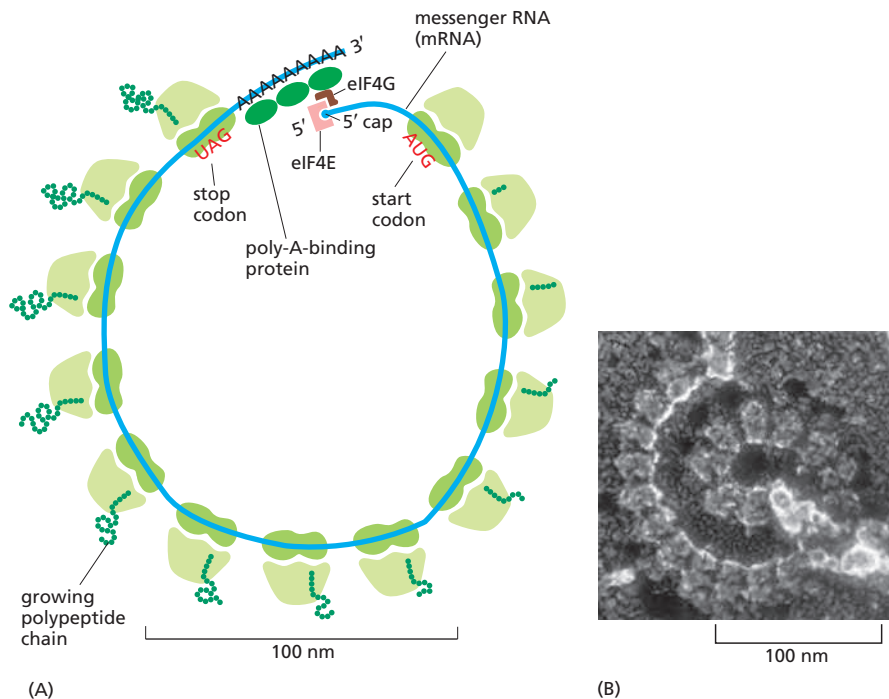 messenger RNA
(mRNA)
AAAAAAAAA 3′
eIF4G
5′
5′ cap
eIF4E
UAG
AUG
stop
codon
start
codon
poly-A-binding
protein
growing
polypeptide
chain
100 nm
100 nm
(A)
(B)